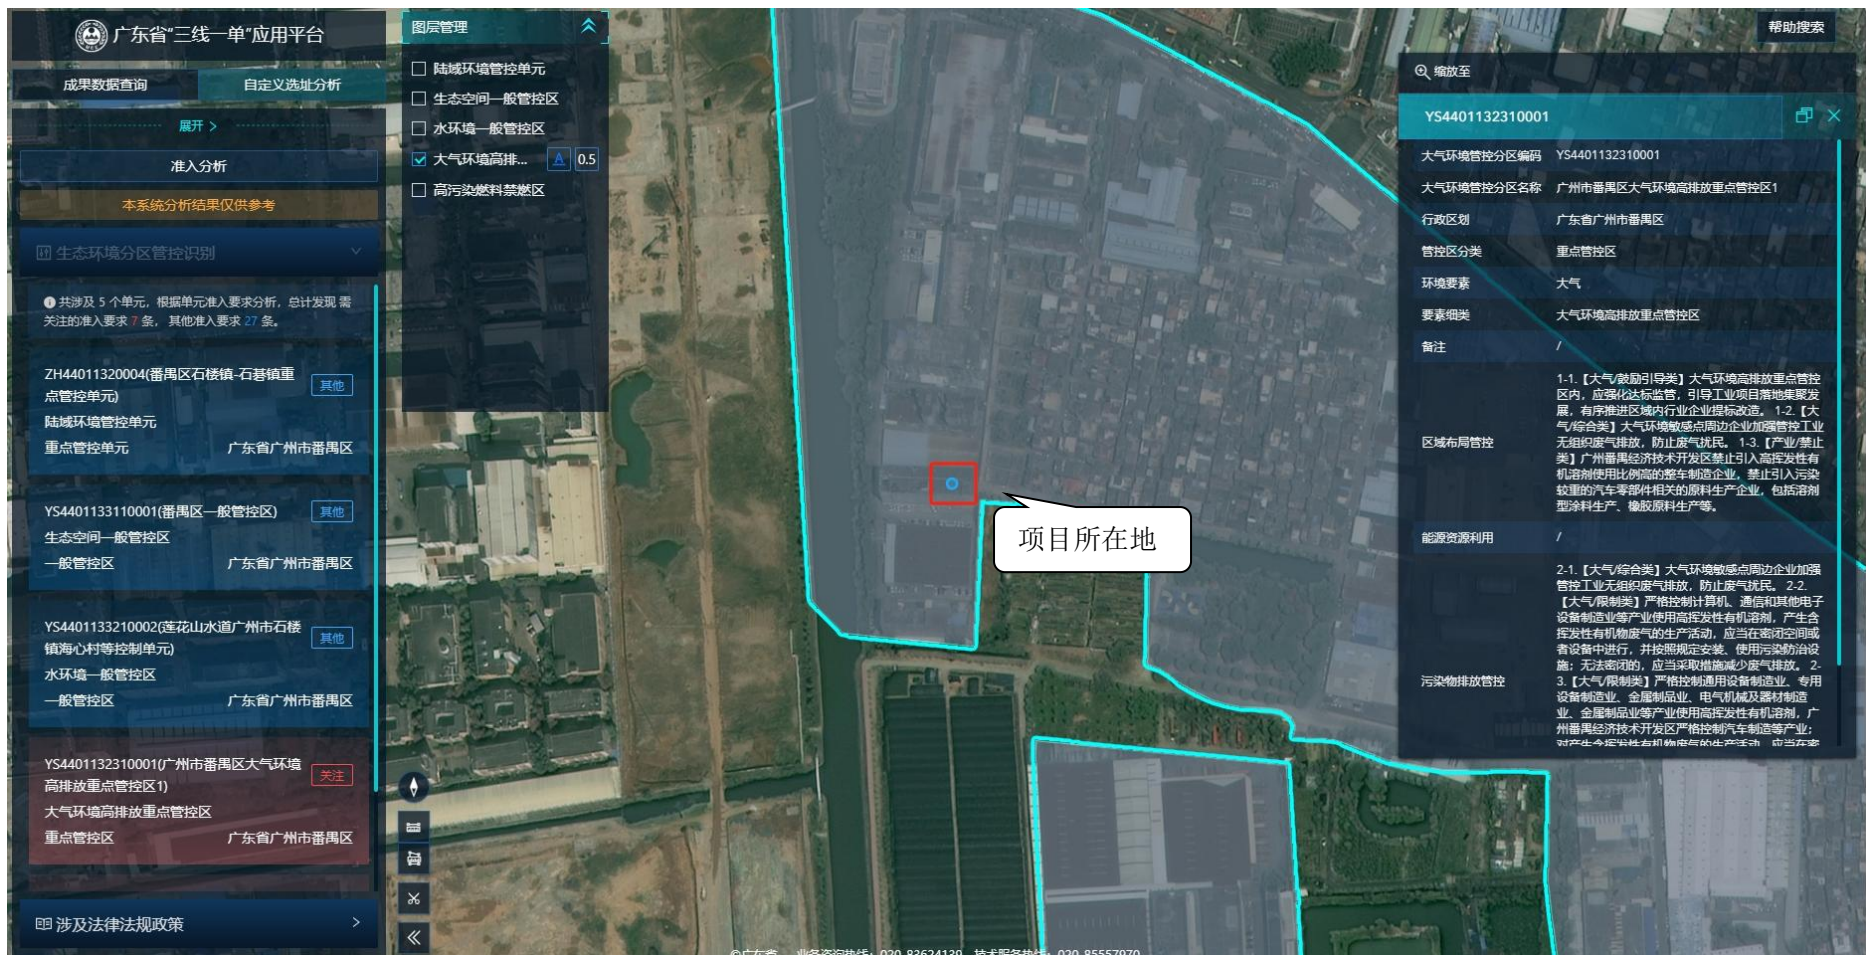 广东省“三线一单”应用平台
成果数据查询
自定义选址分析
展开 >
准入分析
本系统分析结果仅供参考
生态环境分区管控识别
共涉及 5 个单元，根据单元准入要求分析，总计发现 需
关注的准入要求 7 条， 其他准入要求 27 条。
ZH44011320004(番禺区石楼镇-石碁镇重
点管控单元)
其他
陆域环境管控单元
重点管控单元
广东省广州市番禺区
YS4401133110001(番禺区一般管控区)
其他
生态空间一般管控区
一般管控区
广东省广州市番禺区
YS4401133210002(莲花山水道广州市石楼
镇海心村等控制单元)
其他
水环境一般管控区
一般管控区
广东省广州市番禺区
YS4401132310001(广州市番禺区大气环境
高排放重点管控区1)
关注
大气环境高排放重点管控区
重点管控区
广东省广州市番禺区
涉及法律法规政策
图层管理
陆域环境管控单元
生态空间一般管控区
水环境一般管控区
大气环境高排... A 0.5
高污染燃料禁燃区
项目所在地
帮助搜索
缩放至
YS4401132310001
大气环境管控分区编码 YS4401132310001
大气环境管控分区名称 广州市番禺区大气环境高排放重点管控区1
行政区划 广东省广州市番禺区
管控区分类 重点管控区
环境要素 大气
要素细类 大气环境高排放重点管控区
备注 /
区域布局管控
1-1.【大气/鼓励引导类】大气环境高排放重点管控
区内，应强化达标监管，引导工业项目落地集聚发
展，有序推进区域内行业企业提标改造。 1-2.【大
气/综合类】大气环境敏感点周边企业加强管控工业
无组织废气排放，防止废气扰民。 1-3.【产业/禁止
类】广州番禺经济技术开发区禁止引入高挥发性有
机溶剂使用比例高的整车制造企业，禁止引入污染
较重的汽车零部件相关的原料生产企业，包括溶剂
型涂料生产、橡胶原料生产等。
能源资源利用 /
污染物排放管控
2-1.【大气/综合类】大气环境敏感点周边企业加强
管控工业无组织废气排放，防止废气扰民。 2-2.
【大气/限制类】严格控制计算机、通信和其他电子
设备制造业等产业使用高挥发性有机溶剂，产生含
挥发性有机物废气的生产活动，应当在密闭空间或
者设备中进行，并按照规定安装、使用污染防治设
施；无法密闭的，应当采取措施减少废气排放。 2-
3.【大气/限制类】严格控制通用设备制造业、专用
设备制造业、金属制品业、电气机械及器材制造
业、金属制品业等产业使用高挥发性有机溶剂，广
州番禺经济技术开发区严格控制汽车制造等产业；
对产生含挥发性有机物废气的生产活动，应当在密
©广东省 业务咨询热线：020-83624139 技术服务热线：020-85557970